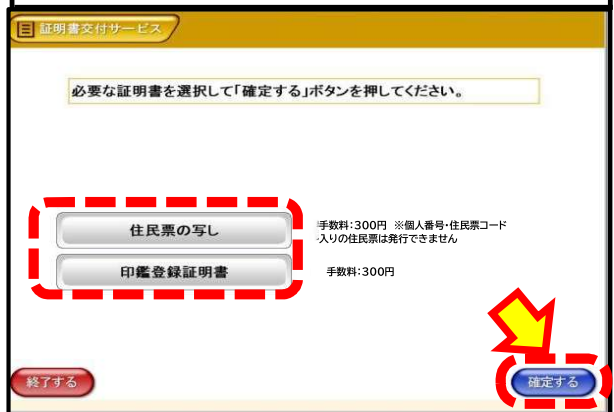 証明書交付サービス
必要な証明書を選択して「確定する」ボタンを押してください。
住民票の写し
手数料:300円 ※個人番号・住民票コード
入りの住民票は発行できません
印鑑登録証明書
手数料:300円
終了する
確定する